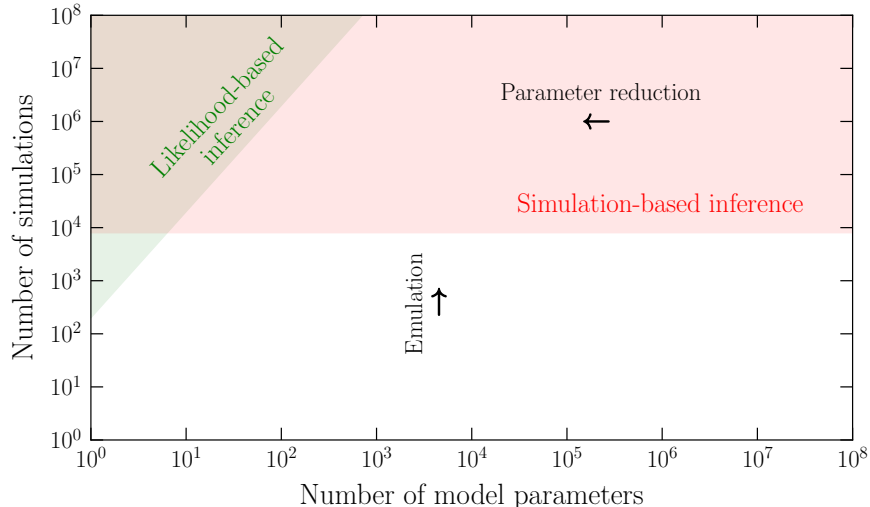 10^8
10^7
10^6
10^5
10^4
10^3
10^2
10^1
10^0
Number of simulations
Likelihood-based
inference
Parameter reduction
Simulation-based inference
Emulation
10^0 10^1 10^2 10^3 10^4 10^5 10^6 10^7 10^8
Number of model parameters